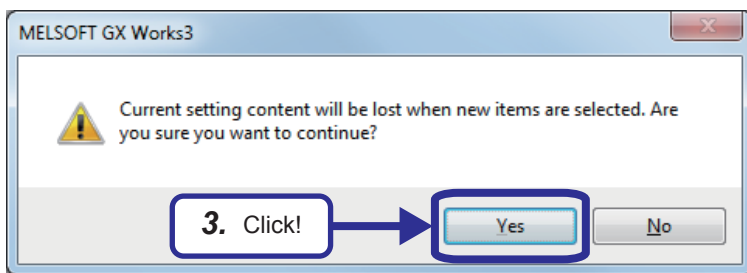 MELSOFT GX Works3
Current setting content will be lost when new items are selected. Are
you sure you want to continue?
3. Click!
Yes
No